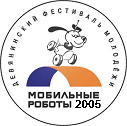 ДЕВЯНИНСКИЙ ФЕСТИВАЛЬ МОЛОДЕЖИ
МОБИЛЬНЫЕ
РОБОТЫ 2005